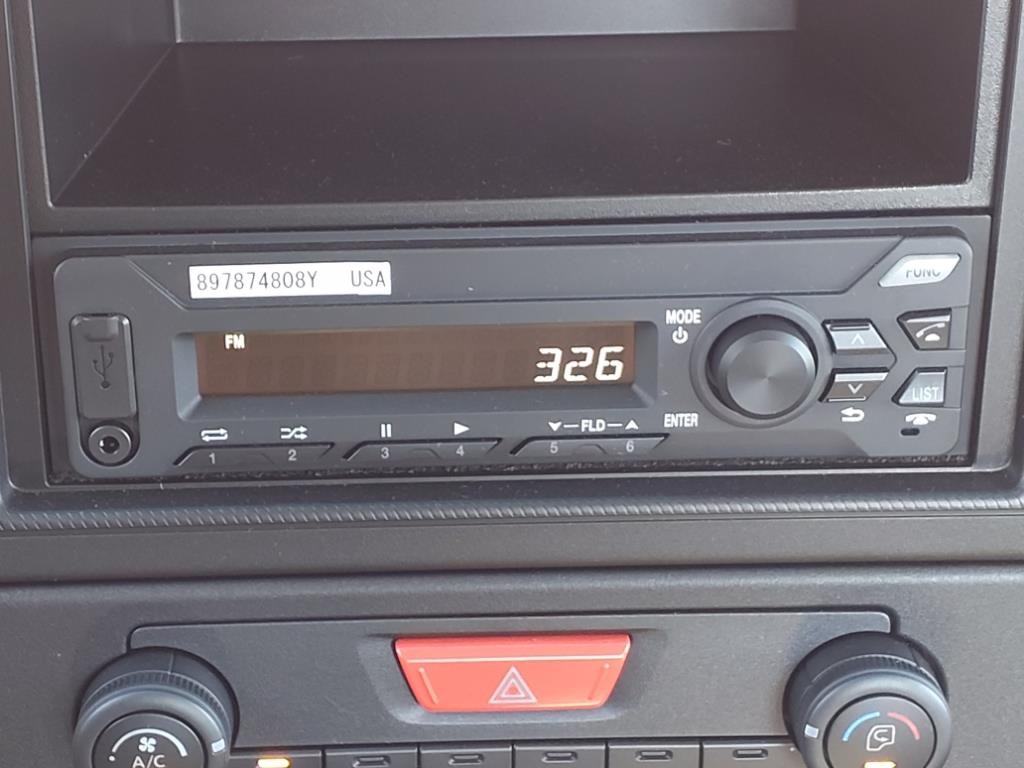 897874808Y USA
FUNC
FM
326
MODE
ENTER
LIST
FLD
1 2 3 4 5 6
A/C